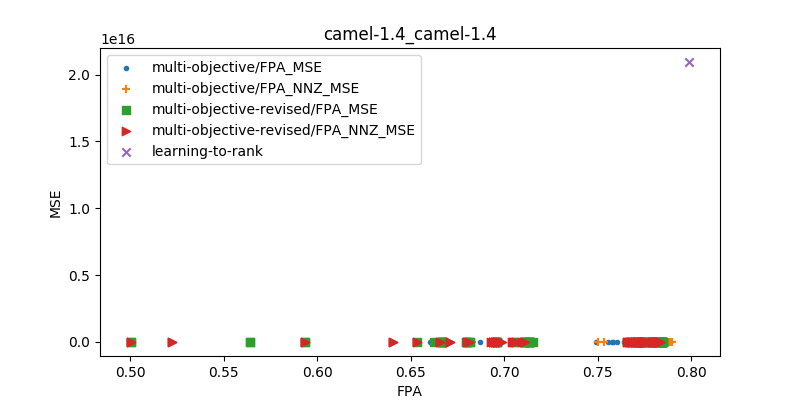 camel-1.4_camel-1.4
1e16
multi-objective/FPA_MSE
multi-objective/FPA_NNZ_MSE
multi-objective-revised/FPA_MSE
multi-objective-revised/FPA_NNZ_MSE
learning-to-rank
2.0
1.5
1.0
0.5
0.0
MSE
0.50 0.55 0.60 0.65 0.70 0.75 0.80
FPA